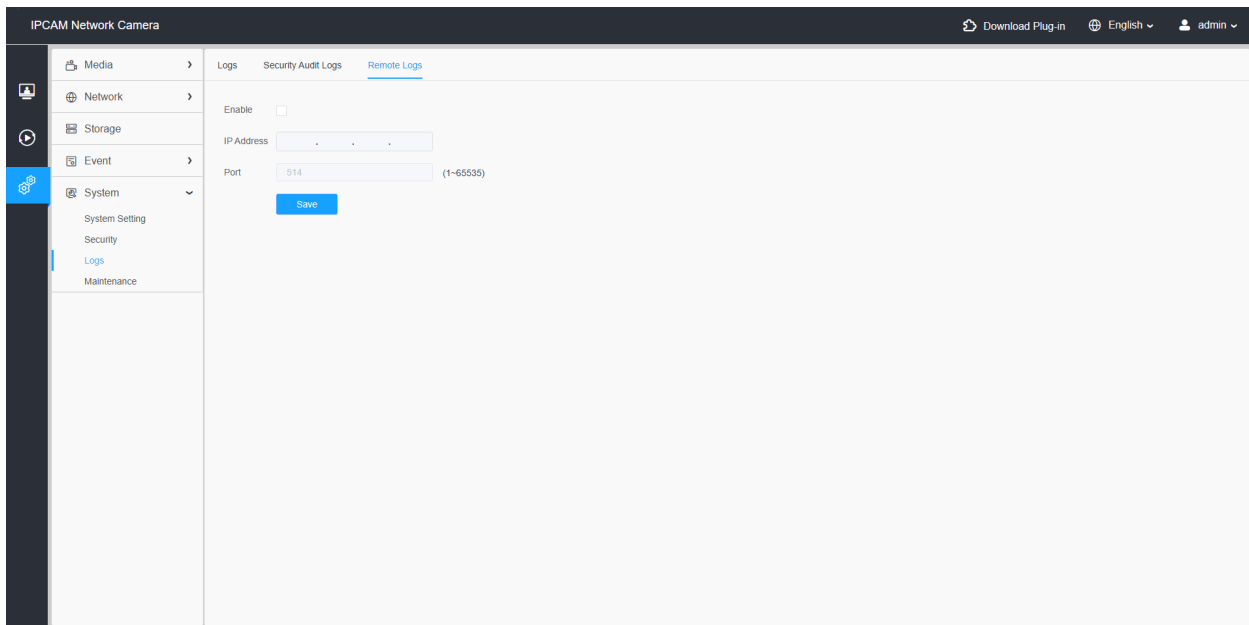 IPCAM Network Camera
Download Plug-in
English
admin
Media
Network
Storage
Event
System
System Setting
Security
Logs
Maintenance
Logs Security Audit Logs Remote Logs
Enable
IP Address . . .
Port 514 (1~65535)
Save